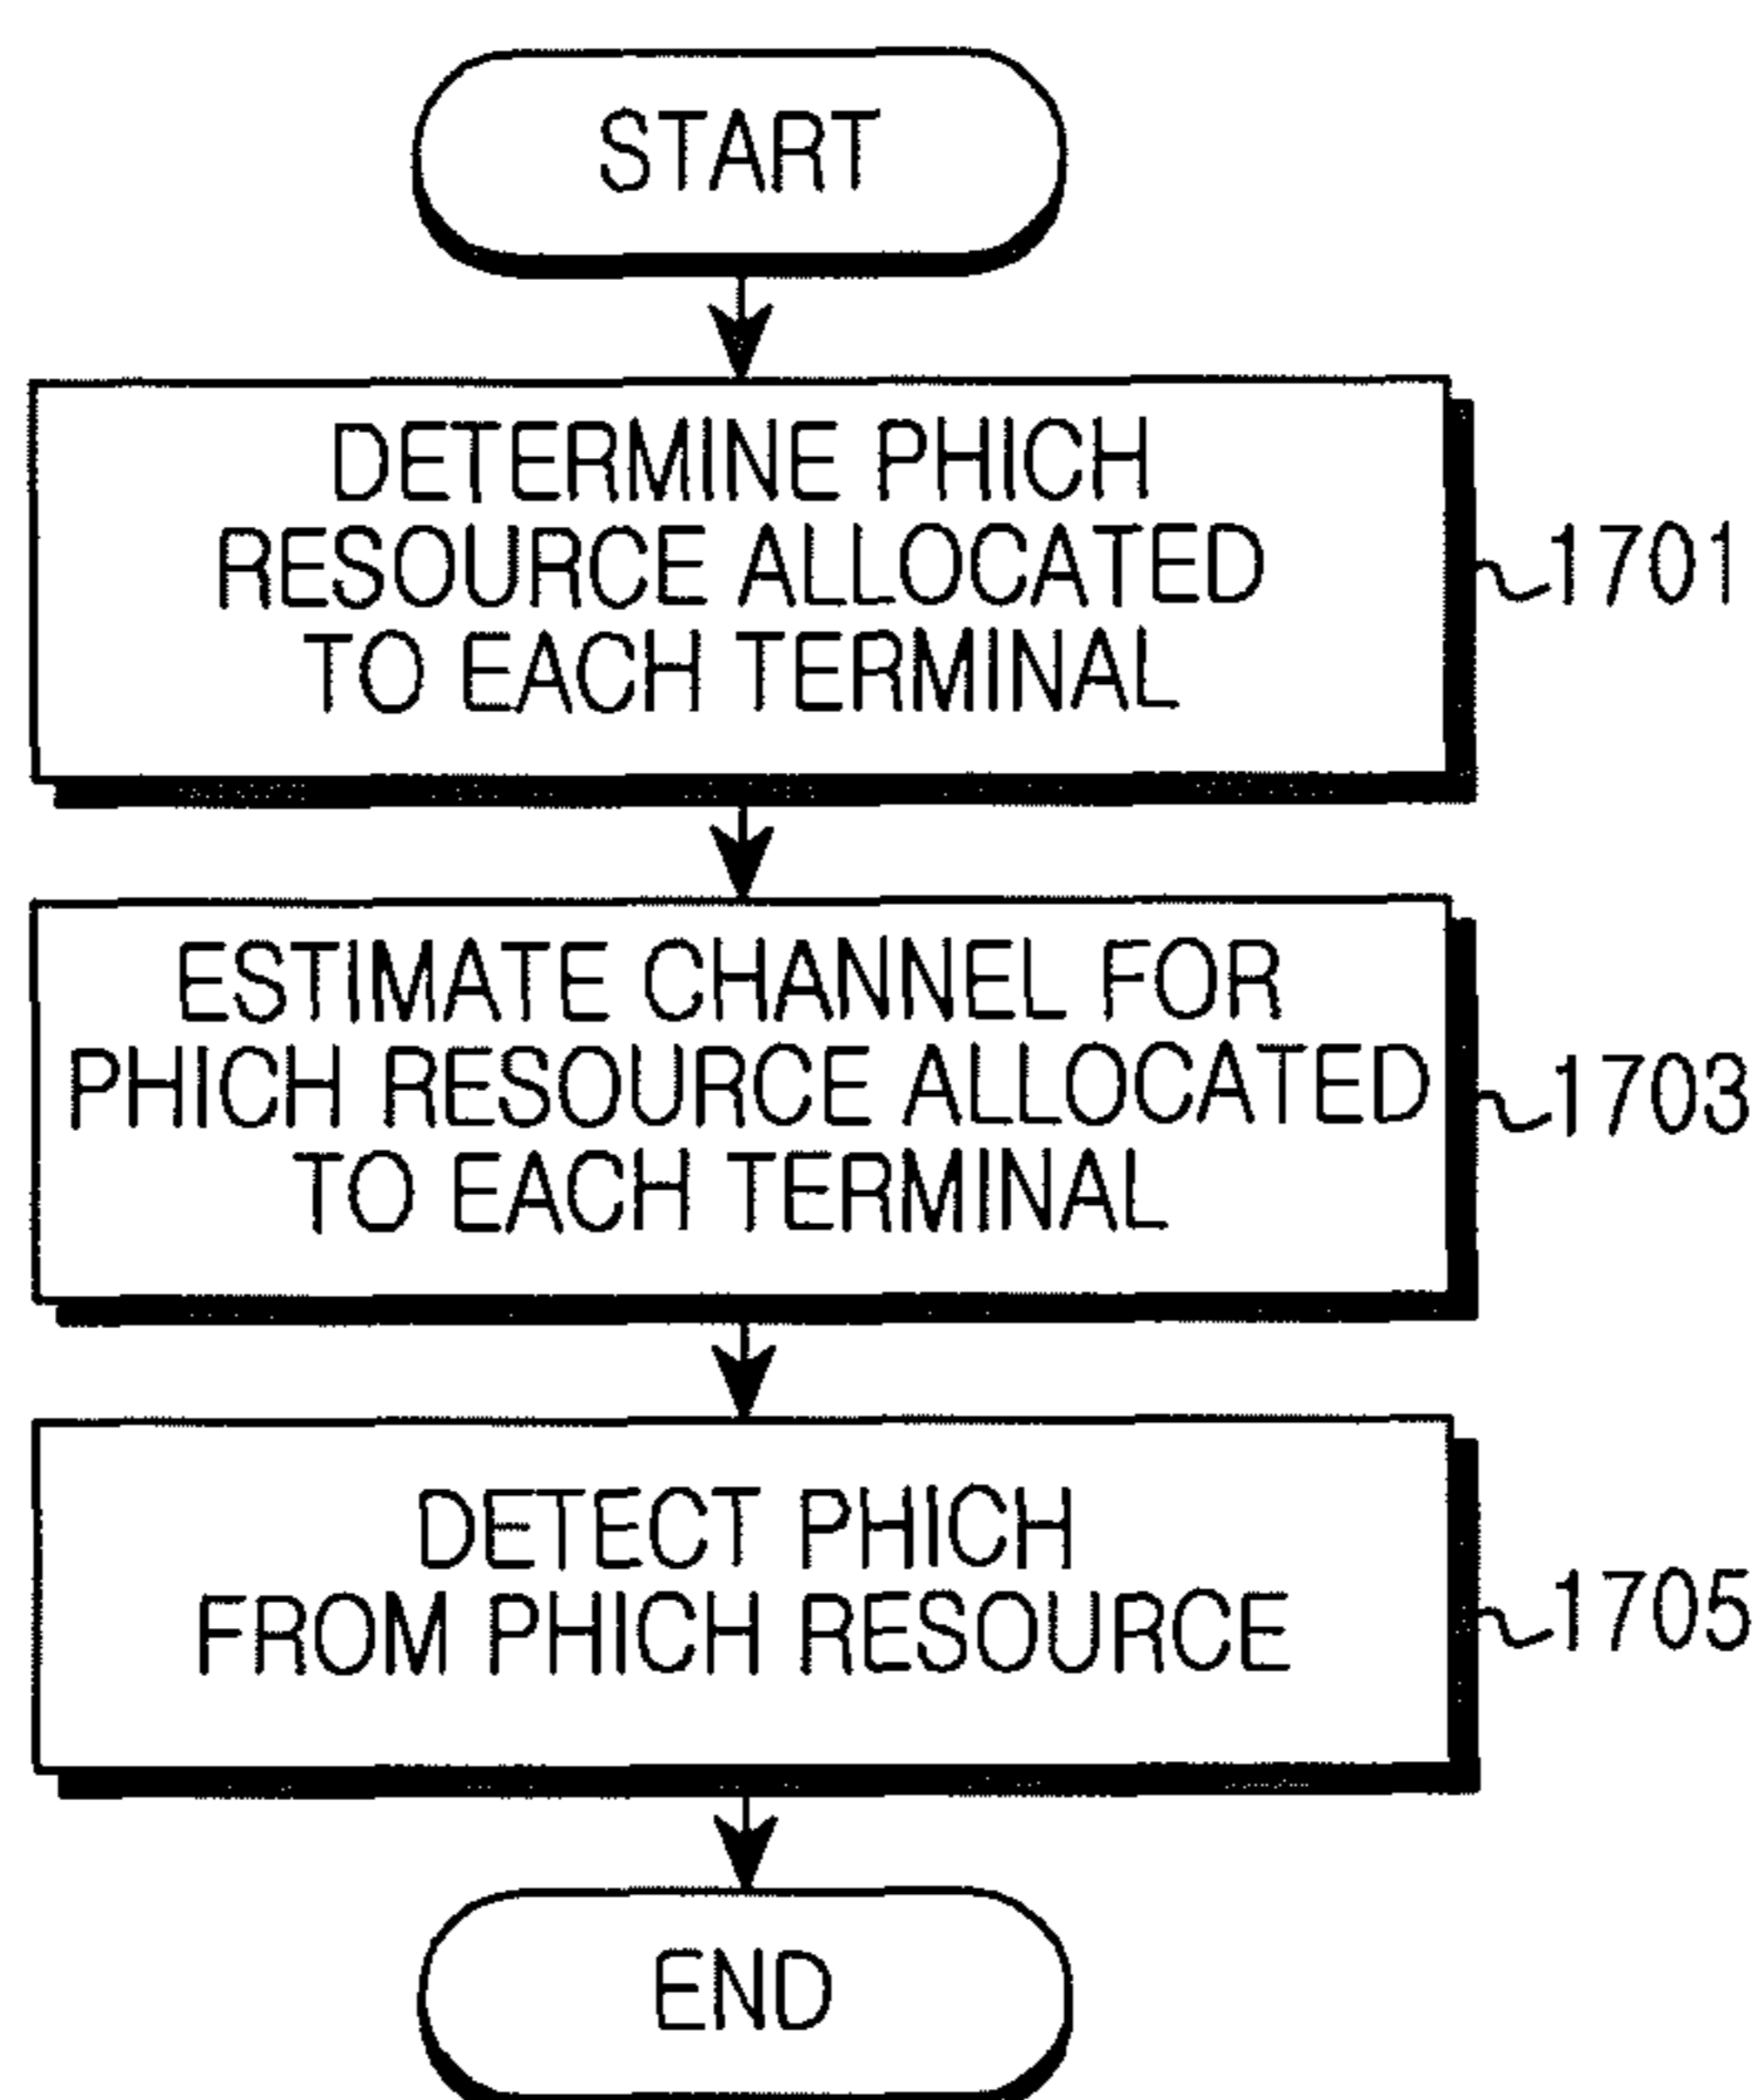 START
DETERMINE PHICH
RESOURCE ALLOCATED
TO EACH TERMINAL
1701
ESTIMATE CHANNEL FOR
PHICH RESOURCE ALLOCATED
TO EACH TERMINAL
1703
DETECT PHICH
FROM PHICH RESOURCE
1705
END